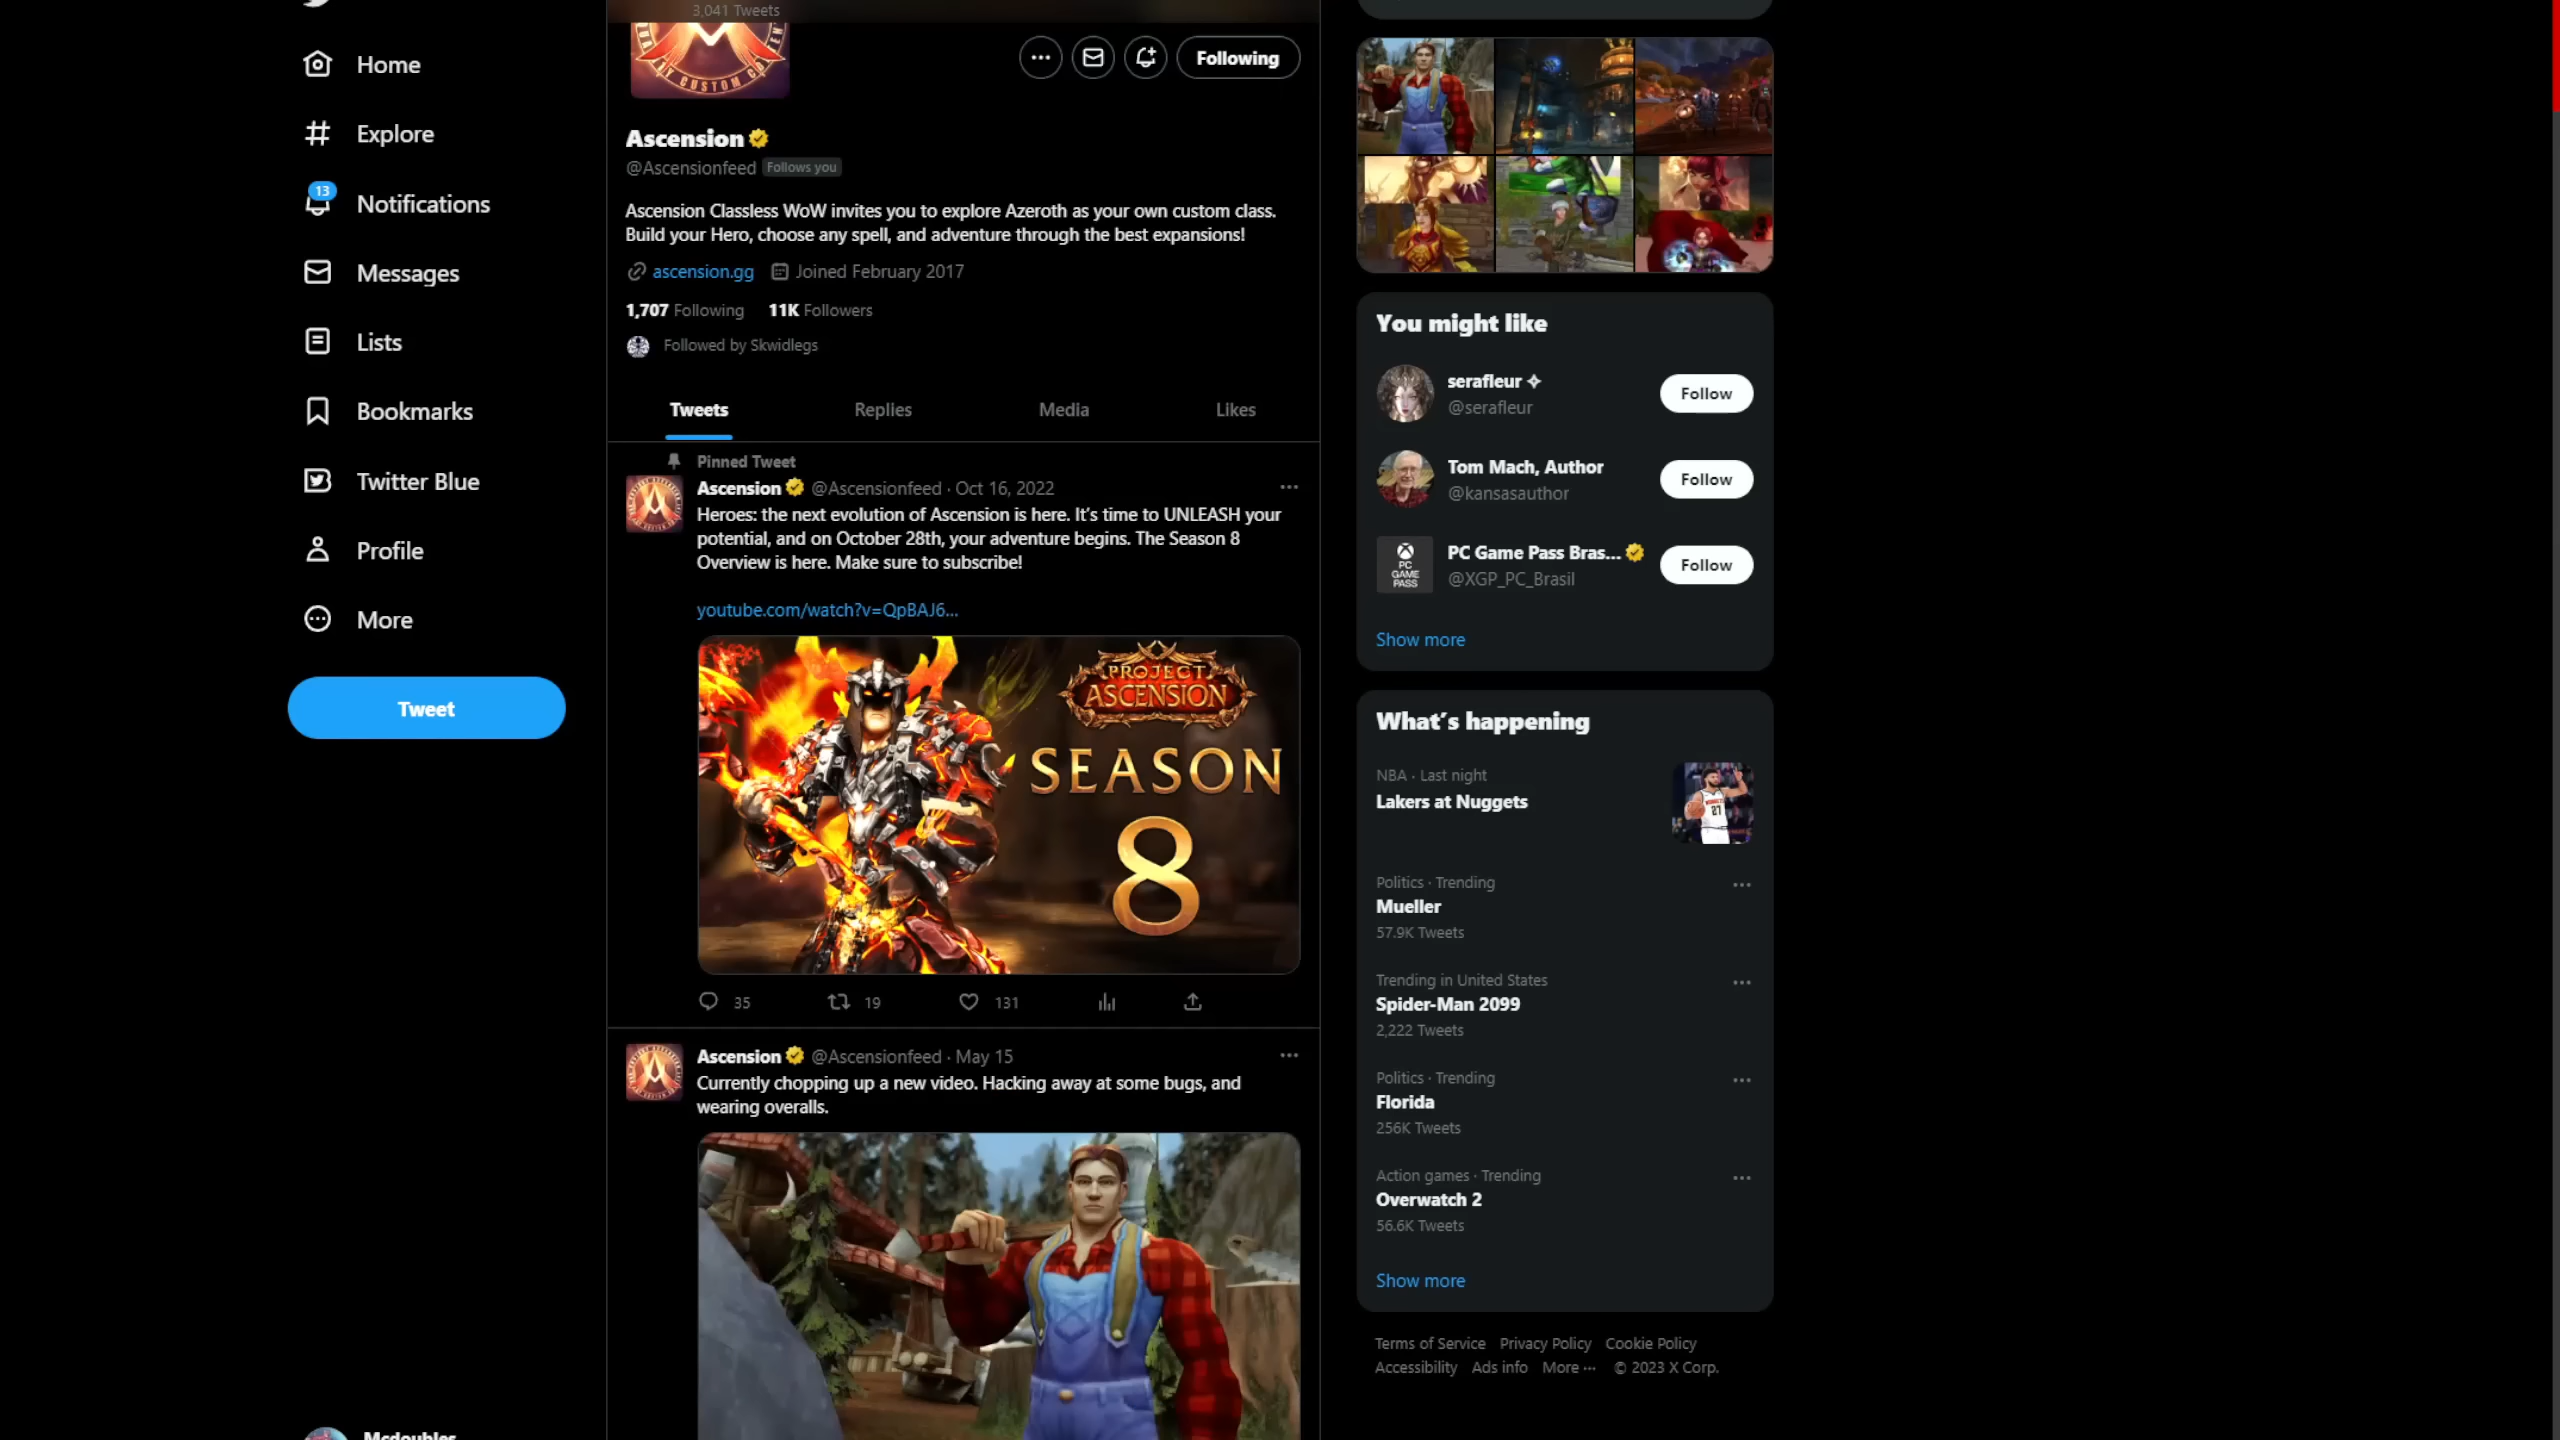 3,041 Tweets
Home
Explore
13
Notifications
Messages
Lists
Bookmarks
Twitter Blue
Profile
More
Tweet
Mcdoubles
CUSTOM
Following
Ascension
@Ascensionfeed Follows you
Ascension Classless WoW invites you to explore Azeroth as your own custom class.
Build your Hero, choose any spell, and adventure through the best expansions!
ascension.gg Joined February 2017
1,707 Following 11K Followers
Followed by Skwidlegs
Tweets Replies Media Likes
Pinned Tweet
Ascension @Ascensionfeed · Oct 16, 2022
Heroes: the next evolution of Ascension is here. It's time to UNLEASH your
potential, and on October 28th, your adventure begins. The Season 8
Overview is here. Make sure to subscribe!
youtube.com/watch?v=QpBAJ6...
PROJECT
ASCENSION
SEASON
8
35 19 131
Ascension @Ascensionfeed · May 15
Currently chopping up a new video. Hacking away at some bugs, and
wearing overalls.
You might like
serafleur ✧
@serafleur
Follow
Tom Mach, Author
@kansasauthor
Follow
PC GAME PASS
PC Game Pass Bras...
@XGP_PC_Brasil
Follow
Show more
What's happening
NBA · Last night
Lakers at Nuggets
27
Politics · Trending
Mueller
57.9K Tweets
Trending in United States
Spider-Man 2099
2,222 Tweets
Politics · Trending
Florida
256K Tweets
Action games · Trending
Overwatch 2
56.6K Tweets
Show more
Terms of Service Privacy Policy Cookie Policy
Accessibility Ads info More ··· © 2023 X Corp.